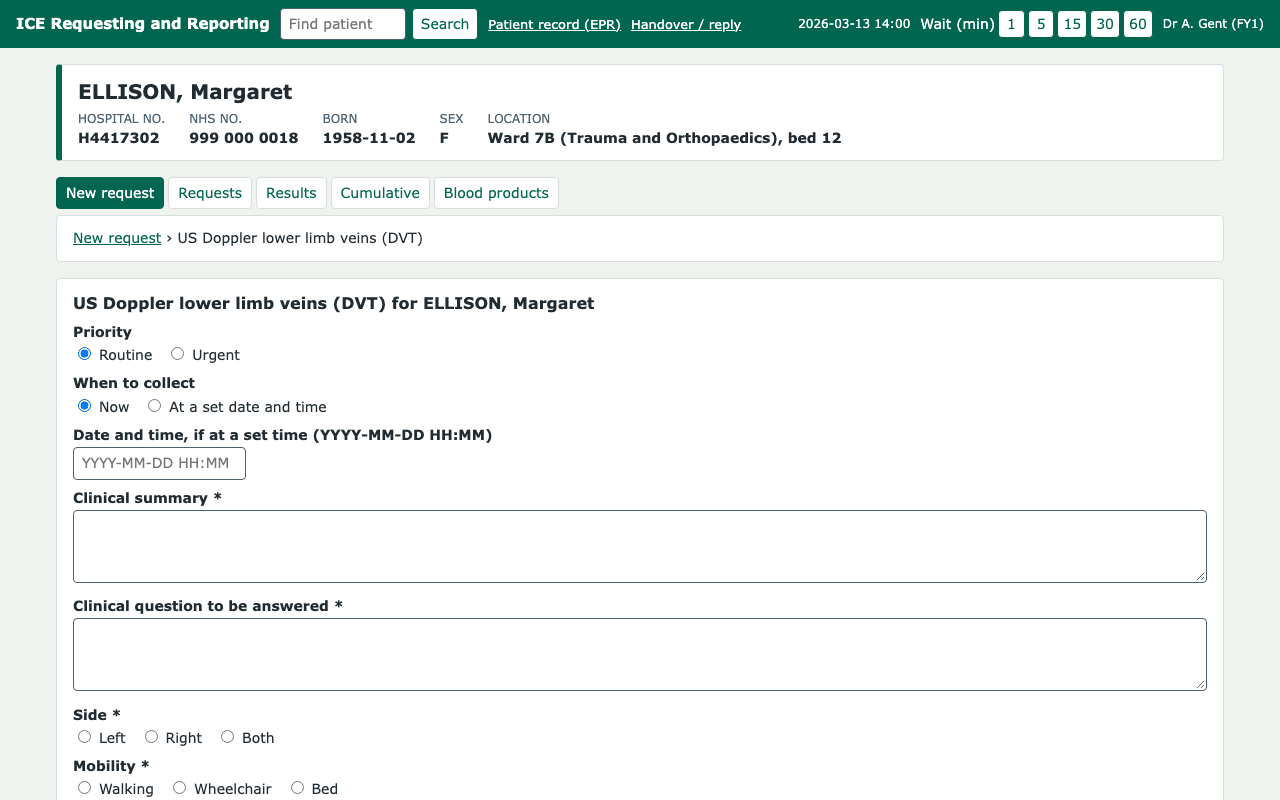 ICE Requesting and Reporting Find patient Search Patient record (EPR) Handover / reply 2026-03-13 14:00 Wait (min) 1 5 15 30 60 Dr A. Gent (FY1)
ELLISON, Margaret
HOSPITAL NO. NHS NO. BORN SEX LOCATION
H4417302 999 000 0018 1958-11-02 F Ward 7B (Trauma and Orthopaedics), bed 12
New request Requests Results Cumulative Blood products
New request › US Doppler lower limb veins (DVT)
US Doppler lower limb veins (DVT) for ELLISON, Margaret
Priority
Routine Urgent
When to collect
Now At a set date and time
Date and time, if at a set time (YYYY-MM-DD HH:MM)
YYYY-MM-DD HH:MM
Clinical summary *
Clinical question to be answered *
Side *
Left Right Both
Mobility *
Walking Wheelchair Bed